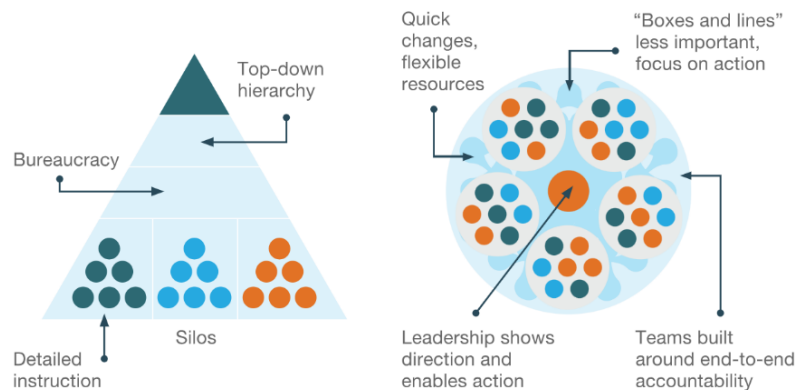 Top-down
hierarchy
Bureaucracy
Silos
Detailed
instruction
Quick
changes,
flexible
resources
“Boxes and lines”
less important,
focus on action
Leadership shows
direction and
enables action
Teams built
around end-to-end
accountability